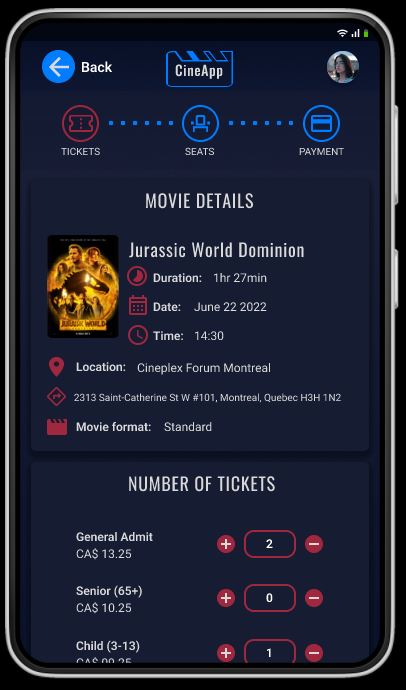 Back
CineApp
TICKETS
SEATS
PAYMENT
MOVIE DETAILS
JURASSIC WORLD
Jurassic World Dominion
Duration: 1hr 27min
Date: June 22 2022
Time: 14:30
Location: Cineplex Forum Montreal
2313 Saint-Catherine St W #101, Montreal, Quebec H3H 1N2
Movie format: Standard
NUMBER OF TICKETS
General Admit
CA$ 13.25
2
Senior (65+)
CA$ 10.25
0
Child (3-13)
CA$ 09.25
1